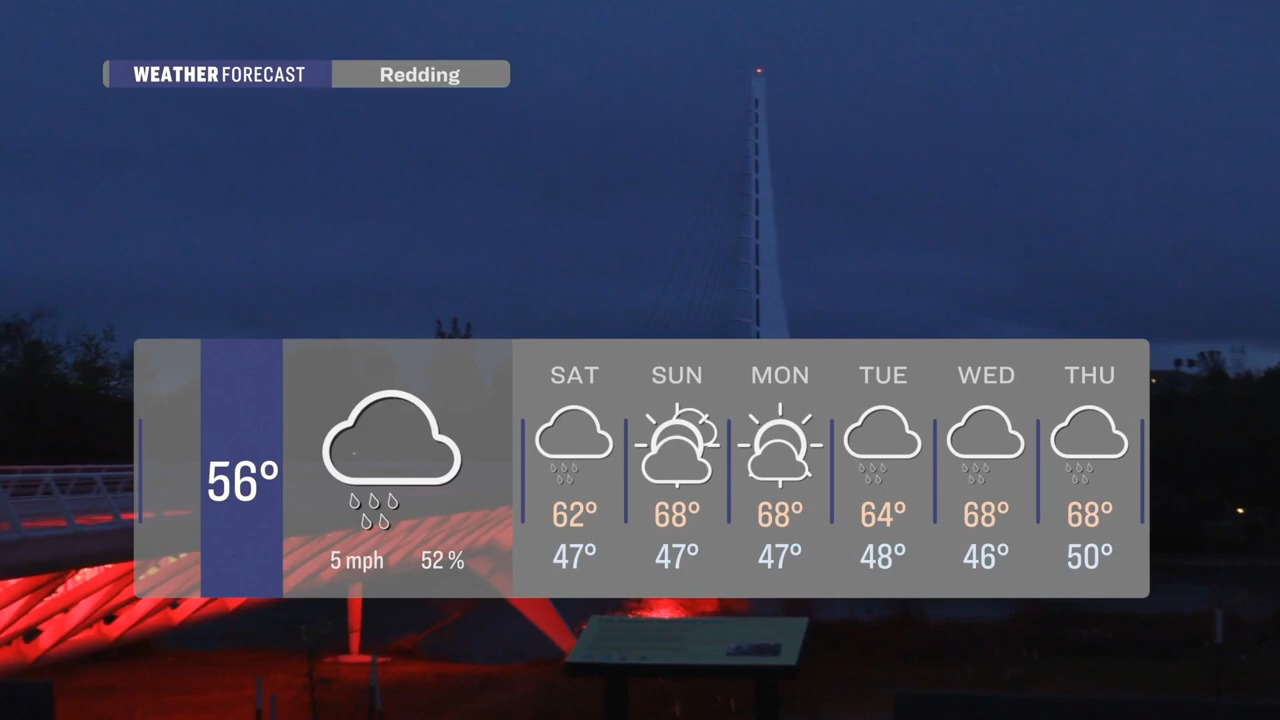 WEATHER FORECAST Redding
56°
5 mph 52 %
SAT SUN MON TUE WED THU
62° 68° 68° 64° 68° 68°
47° 47° 47° 48° 46° 50°